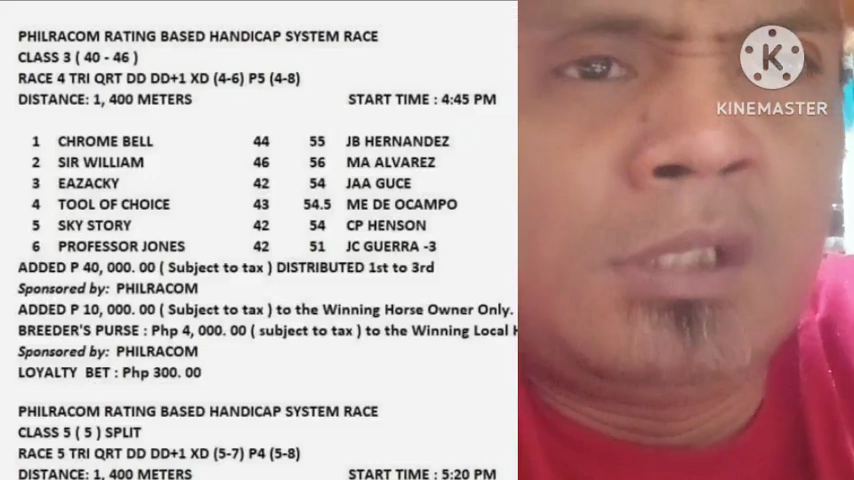 PHILRACOM RATING BASED HANDICAP SYSTEM RACE
CLASS 3 ( 40 - 46 )
RACE 4 TRI QRT DD DD+1 XD (4-6) P5 (4-8)
DISTANCE: 1, 400 METERS START TIME : 4:45 PM
1 CHROME BELL 44 55 JB HERNANDEZ
2 SIR WILLIAM 46 56 MA ALVAREZ
3 EAZACKY 42 54 JAA GUCE
4 TOOL OF CHOICE 43 54.5 ME DE OCAMPO
5 SKY STORY 42 54 CP HENSON
6 PROFESSOR JONES 42 51 JC GUERRA -3
ADDED P 40, 000. 00 ( Subject to tax ) DISTRIBUTED 1st to 3rd
Sponsored by: PHILRACOM
ADDED P 10, 000. 00 ( Subject to tax ) to the Winning Horse Owner Only.
BREEDER'S PURSE : Php 4, 000. 00 ( subject to tax ) to the Winning Local
Sponsored by: PHILRACOM
LOYALTY BET : Php 300. 00
PHILRACOM RATING BASED HANDICAP SYSTEM RACE
CLASS 5 ( 5 ) SPLIT
RACE 5 TRI QRT DD DD+1 XD (5-7) P4 (5-8)
DISTANCE: 1, 400 METERS START TIME : 5:20 PM
K
KINEMASTER